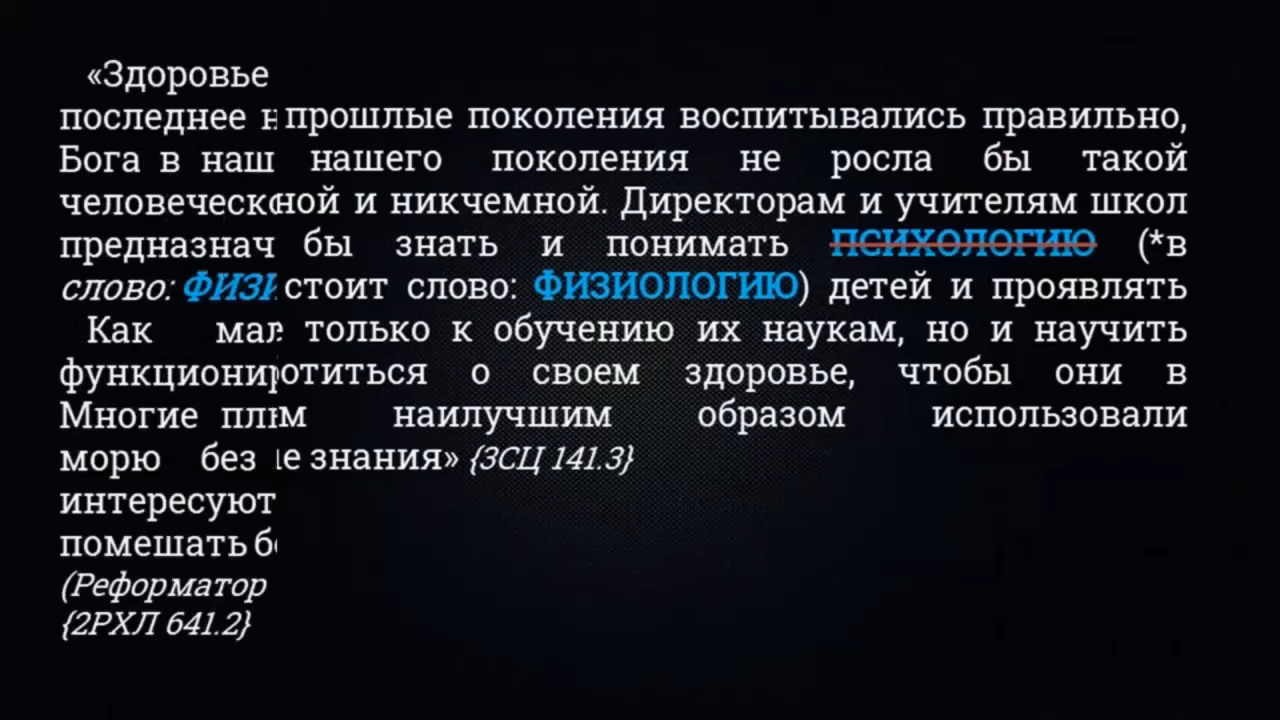 «Здоровье
последнее прошлые поколения воспитывались правильно,
Бога в наш нашего поколения не росла бы такой
человеческ ной и никчемной. Директорам и учителям школ
предназнач бы знать и понимать ПСИХОЛОГИЮ (*в
слово: ФИЗИ стоит слово: ФИЗИОЛОГИЮ) детей и проявлять
Как только к обучению их наукам, но и научить
функционир отиться о своем здоровье, чтобы они в
Многие м наилучшим образом использовали
морю без е знания» {3СЦ 141.3}
интересуют
помешать
(Реформатор
{2РХЛ 641.2}